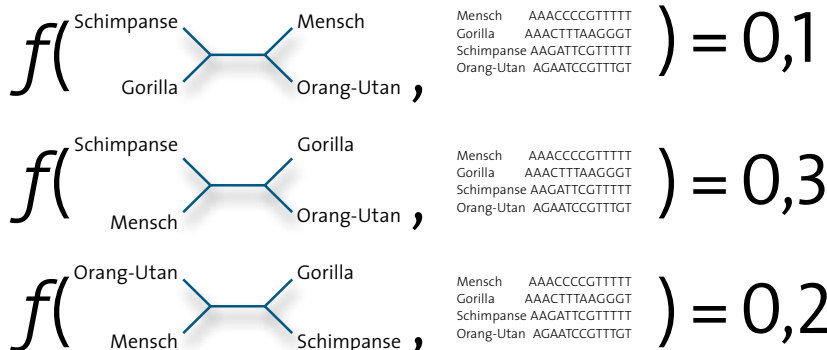 f( Schimpanse Mensch
Gorilla Orang-Utan ,
Mensch AAACCCCGTTTTT
Gorilla AAACTTTAAGGGT
Schimpanse AAGATTCGTTTTT
Orang-Utan AGAATCCGTTTGT
) = 0,1
f( Schimpanse Gorilla
Mensch Orang-Utan ,
Mensch AAACCCCGTTTTT
Gorilla AAACTTTAAGGGT
Schimpanse AAGATTCGTTTTT
Orang-Utan AGAATCCGTTTGT
) = 0,3
f( Orang-Utan Gorilla
Mensch Schimpanse ,
Mensch AAACCCCGTTTTT
Gorilla AAACTTTAAGGGT
Schimpanse AAGATTCGTTTTT
Orang-Utan AGAATCCGTTTGT
) = 0,2